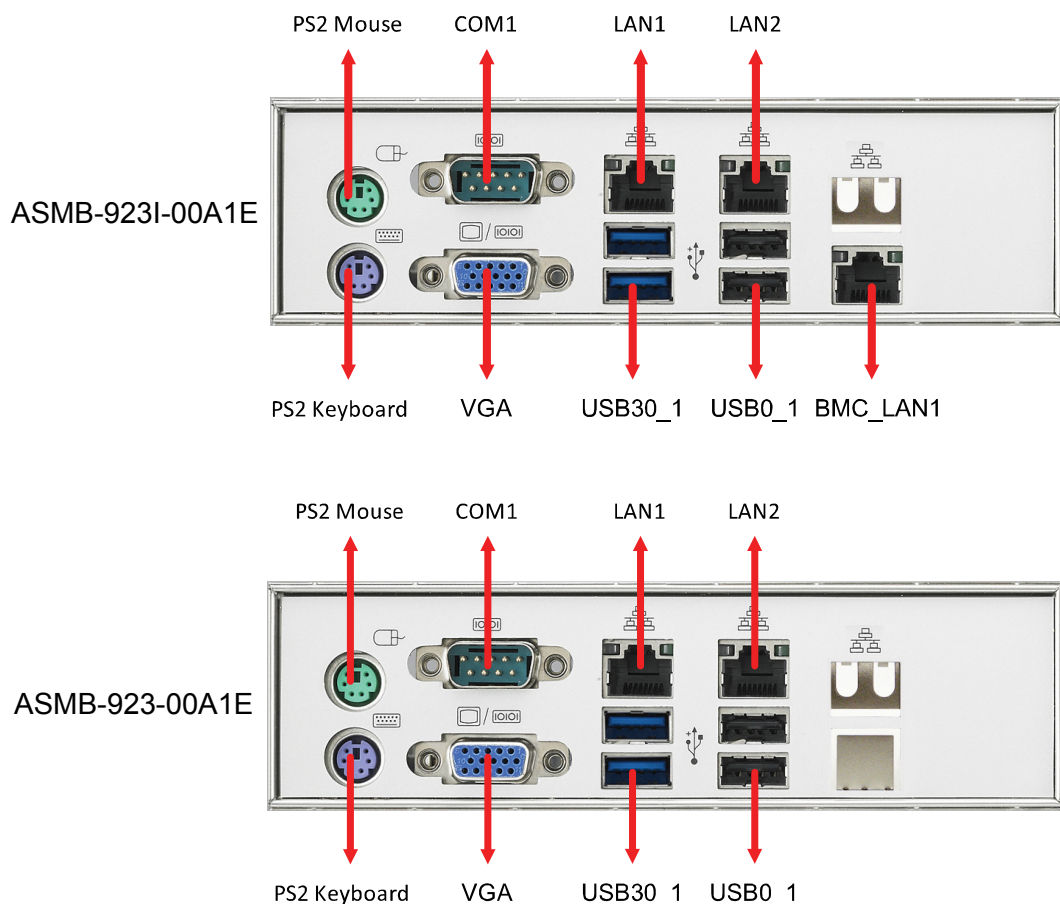 PS2 Mouse COM1 LAN1 LAN2
ASMB-923I-00A1E
PS2 Keyboard VGA USB30_1 USB0_1 BMC_LAN1
PS2 Mouse COM1 LAN1 LAN2
ASMB-923-00A1E
PS2 Keyboard VGA USB30_1 USB0_1